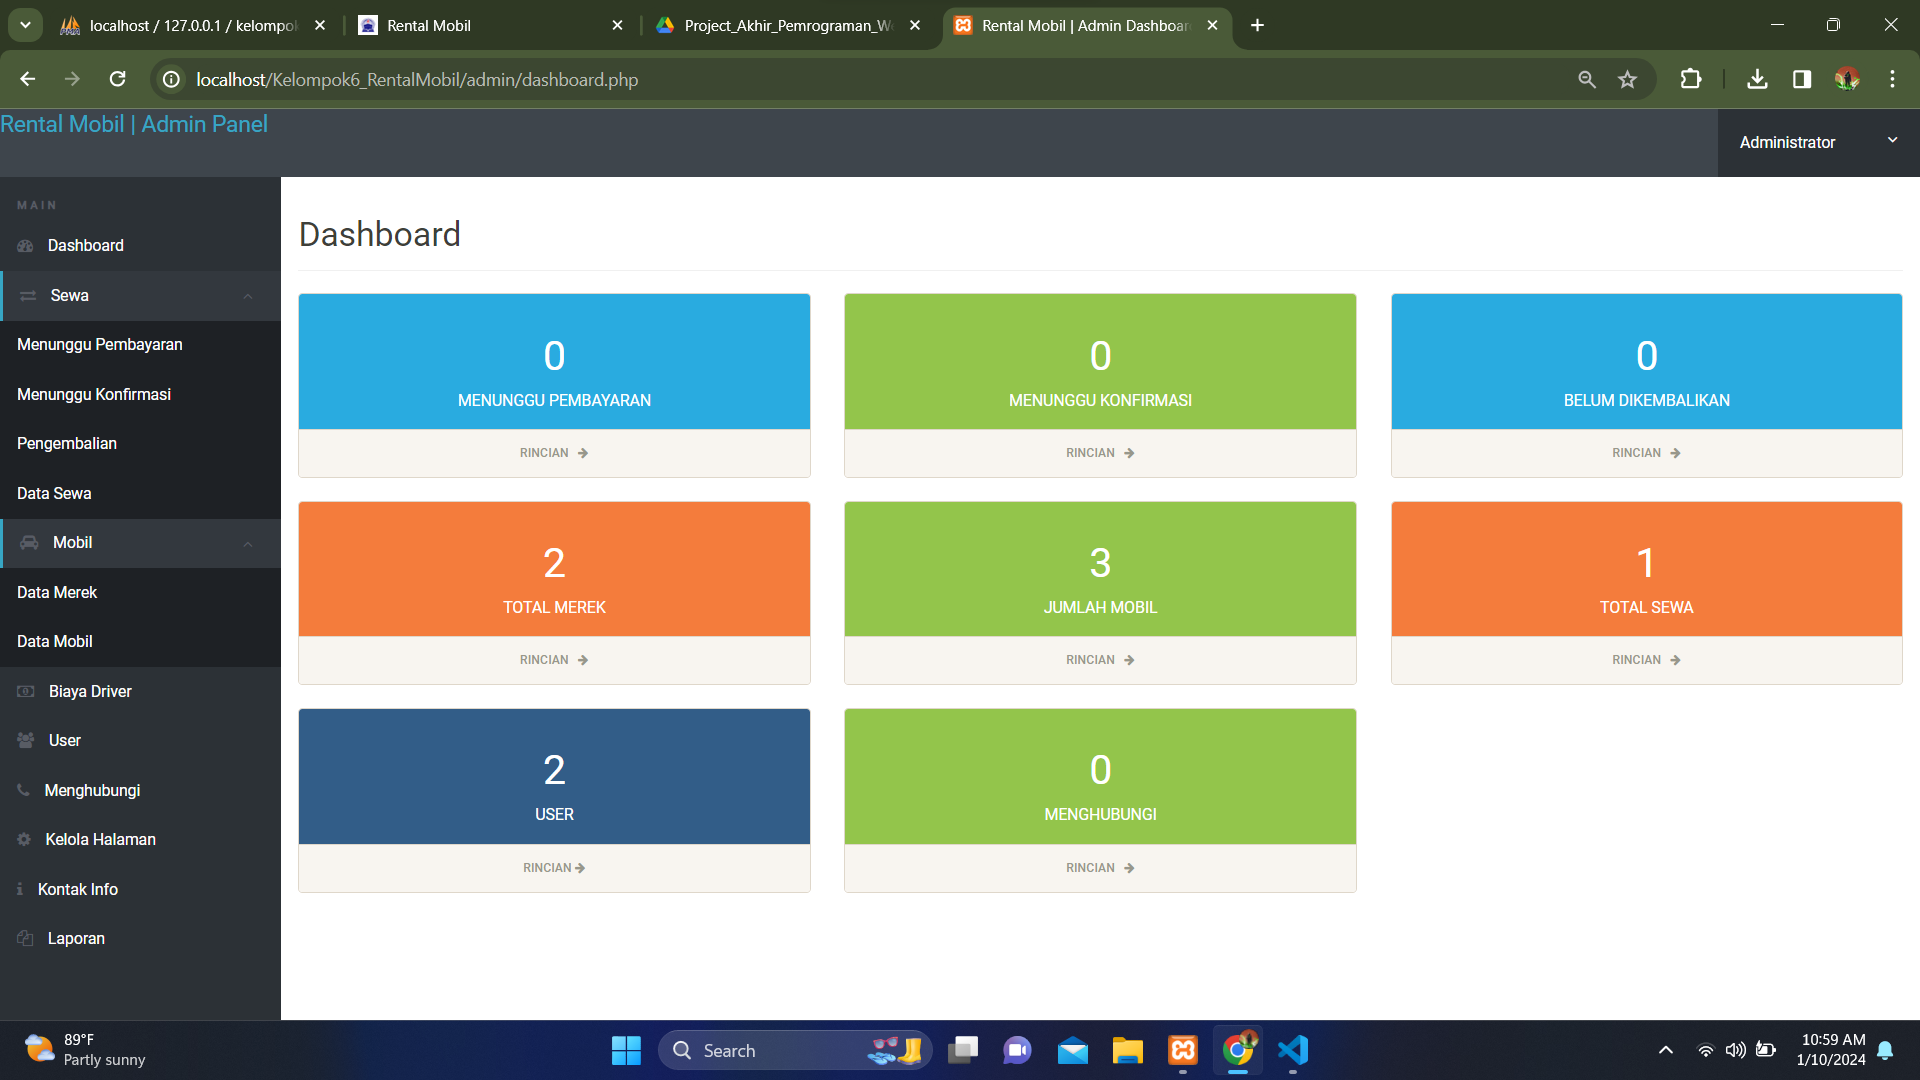 localhost / 127.0.0.1 / kelompo
Rental Mobil
Project_Akhir_Pemrograman_W
Rental Mobil | Admin Dashboar
localhost/Kelompok6_RentalMobil/admin/dashboard.php
Rental Mobil | Admin Panel
Administrator
MAIN
Dashboard
Sewa
Menunggu Pembayaran
Menunggu Konfirmasi
Pengembalian
Data Sewa
Mobil
Data Merek
Data Mobil
Biaya Driver
User
Menghubungi
Kelola Halaman
Kontak Info
Laporan
Dashboard
0
MENUNGGU PEMBAYARAN
RINCIAN
0
MENUNGGU KONFIRMASI
RINCIAN
0
BELUM DIKEMBALIKAN
RINCIAN
2
TOTAL MEREK
RINCIAN
3
JUMLAH MOBIL
RINCIAN
1
TOTAL SEWA
RINCIAN
2
USER
RINCIAN
0
MENGHUBUNGI
RINCIAN
89°F
Partly sunny
Search
10:59 AM
1/10/2024